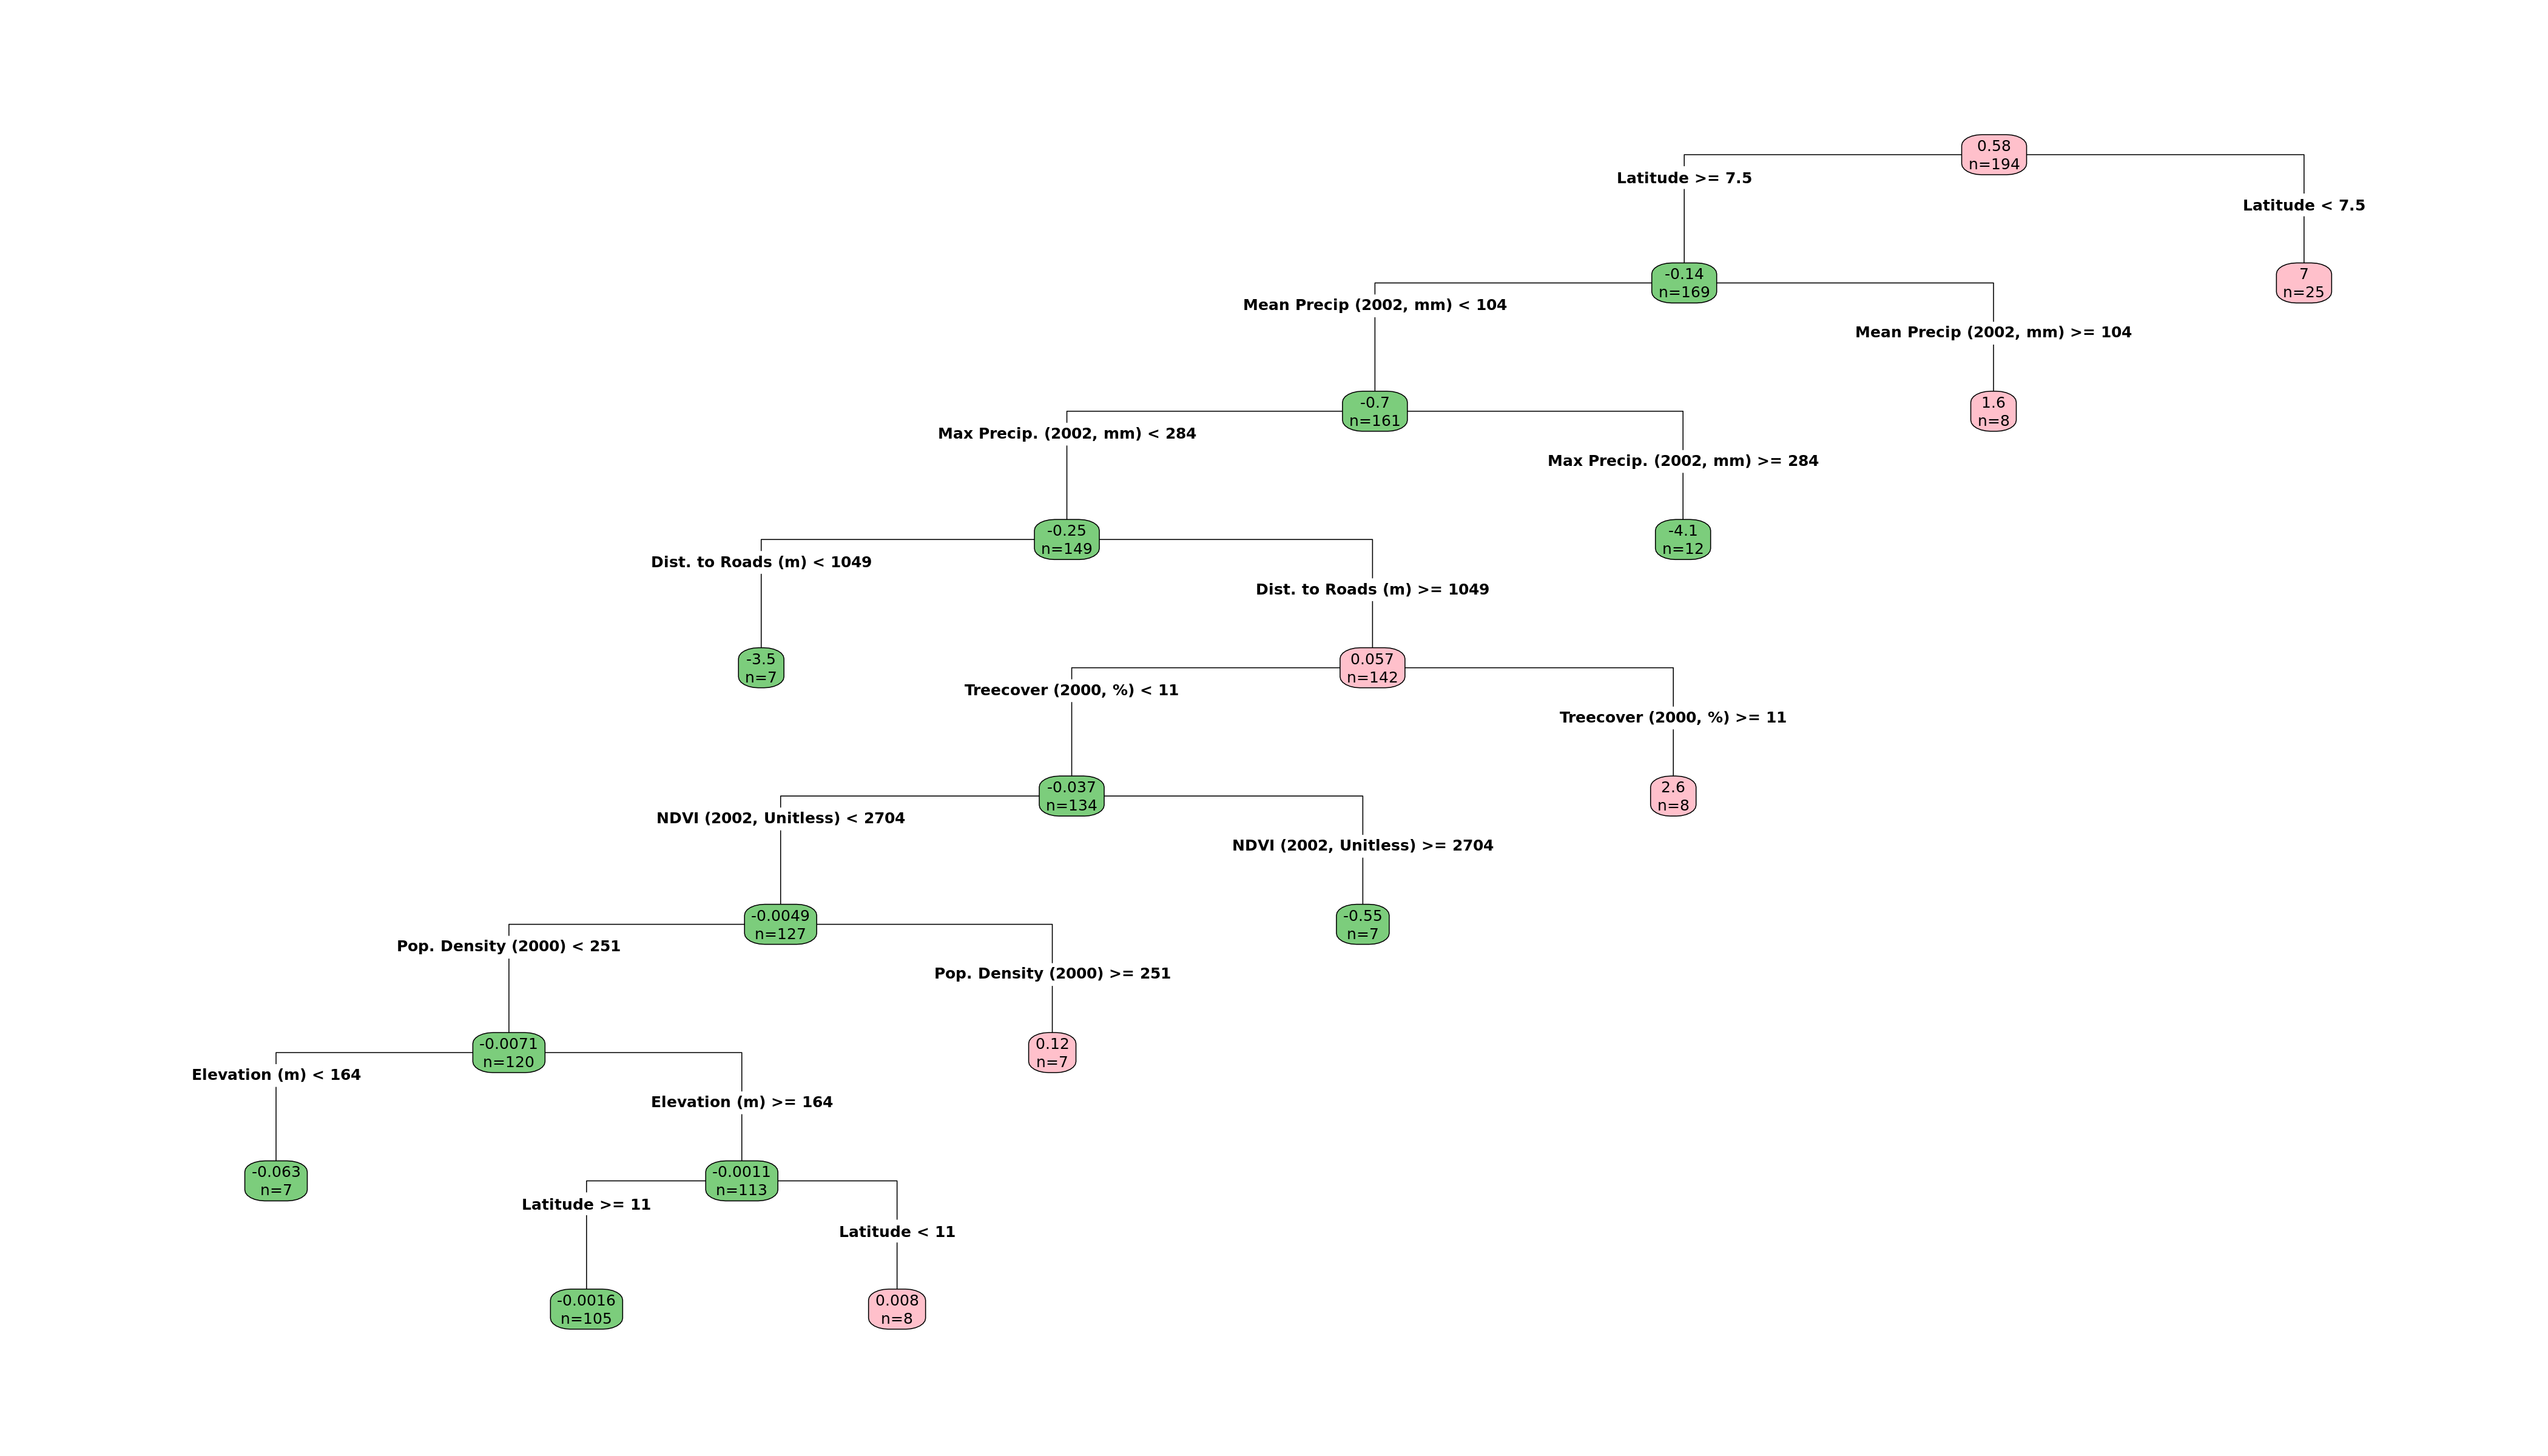 0.58
n=194
Latitude >= 7.5
Latitude < 7.5
-0.14
n=169
7
n=25
Mean Precip (2002, mm) < 104
Mean Precip (2002, mm) >= 104
-0.7
n=161
1.6
n=8
Max Precip. (2002, mm) < 284
Max Precip. (2002, mm) >= 284
-0.25
n=149
-4.1
n=12
Dist. to Roads (m) < 1049
Dist. to Roads (m) >= 1049
-3.5
n=7
0.057
n=142
Treecover (2000, %) < 11
Treecover (2000, %) >= 11
-0.037
n=134
2.6
n=8
NDVI (2002, Unitless) < 2704
NDVI (2002, Unitless) >= 2704
-0.0049
n=127
-0.55
n=7
Pop. Density (2000) < 251
Pop. Density (2000) >= 251
-0.0071
n=120
0.12
n=7
Elevation (m) < 164
Elevation (m) >= 164
-0.063
n=7
-0.0011
n=113
Latitude >= 11
Latitude < 11
-0.0016
n=105
0.008
n=8